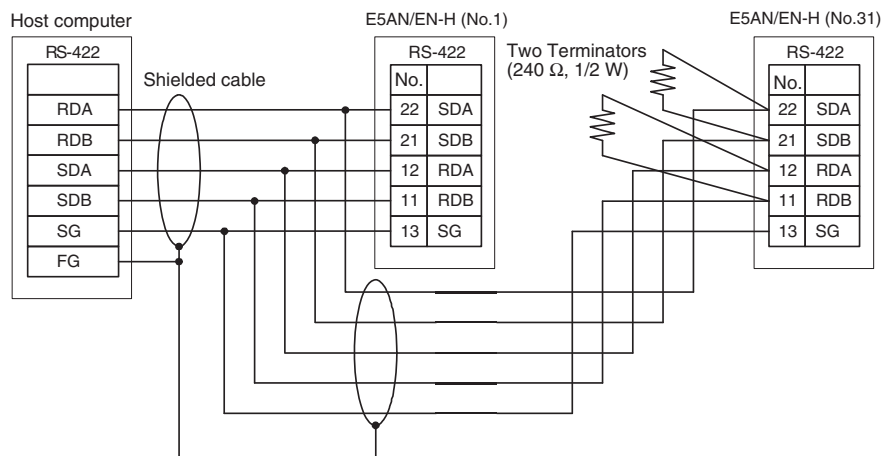 Host computer
RS-422
RDA
RDB
SDA
SDB
SG
FG
Shielded cable
E5AN/EN-H (No.1)
RS-422
No.
22 SDA
21 SDB
12 RDA
11 RDB
13 SG
Two Terminators
(240 Ω, 1/2 W)
E5AN/EN-H (No.31)
RS-422
No.
22 SDA
21 SDB
12 RDA
11 RDB
13 SG